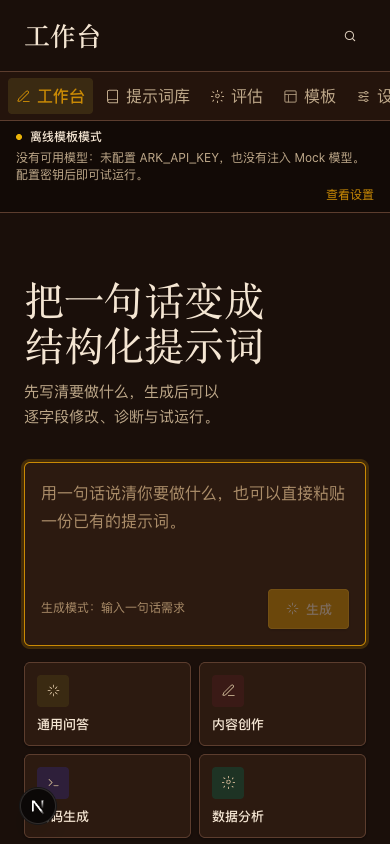 工作台
工作台 提示词库 评估 模板 设
离线模板模式
没有可用模型：未配置 ARK_API_KEY，也没有注入 Mock 模型。
配置密钥后即可试运行。
查看设置
把一句话变成
结构化提示词
先写清要做什么，生成后可以
逐字段修改、诊断与试运行。
用一句话说清你要做什么，也可以直接粘贴
一份已有的提示词。
生成模式：输入一句话需求
生成
通用问答
内容创作
N
码生成
数据分析